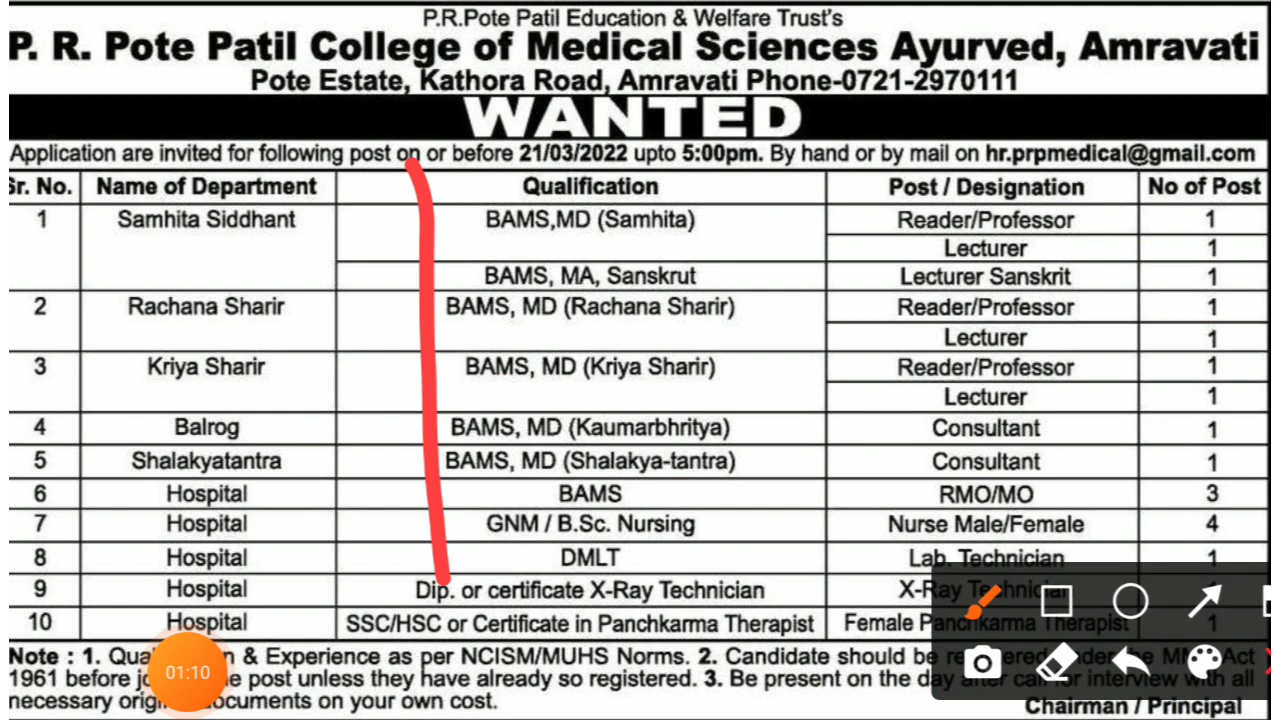 P.R.Pote Patil Education & Welfare Trust's
P. R. Pote Patil College of Medical Sciences Ayurved, Amravati
Pote Estate, Kathora Road, Amravati Phone-0721-2970111
WANTED
Application are invited for following post on or before 21/03/2022 upto 5:00pm. By hand or by mail on hr.prpmedical@gmail.com
Sr. No. Name of Department Qualification Post / Designation No of Post
1 Samhita Siddhant BAMS,MD (Samhita) Reader/Professor 1
Lecturer 1
BAMS, MA, Sanskrut Lecturer Sanskrit 1
2 Rachana Sharir BAMS, MD (Rachana Sharir) Reader/Professor 1
Lecturer 1
3 Kriya Sharir BAMS, MD (Kriya Sharir) Reader/Professor 1
Lecturer 1
4 Balrog BAMS, MD (Kaumarbhritya) Consultant 1
5 Shalakyatantra BAMS, MD (Shalakya-tantra) Consultant 1
6 Hospital BAMS RMO/MO 3
7 Hospital GNM / B.Sc. Nursing Nurse Male/Female 4
8 Hospital DMLT Lab. Technician 1
9 Hospital Dip. or certificate X-Ray Technician X-Ray Technician 1
10 Hospital SSC/HSC or Certificate in Panchkarma Therapist Female Panchkarma Therapist 1
Note : 1. & Experience as per NCISM/MUHS Norms. 2. Candidate should be Act
1961 before post unless they have already so registered. 3. Be present on the day after call for interview with all
necessary documents on your own cost.
Chairman / Principal
01:10